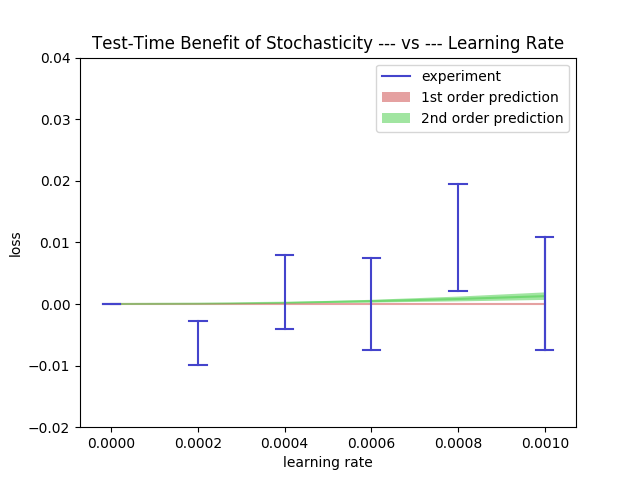 Test-Time Benefit of Stochasticity --- vs --- Learning Rate
experiment
1st order prediction
2nd order prediction
0.04
0.03
0.02
0.01
0.00
−0.01
−0.02
loss
0.0000 0.0002 0.0004 0.0006 0.0008 0.0010
learning rate